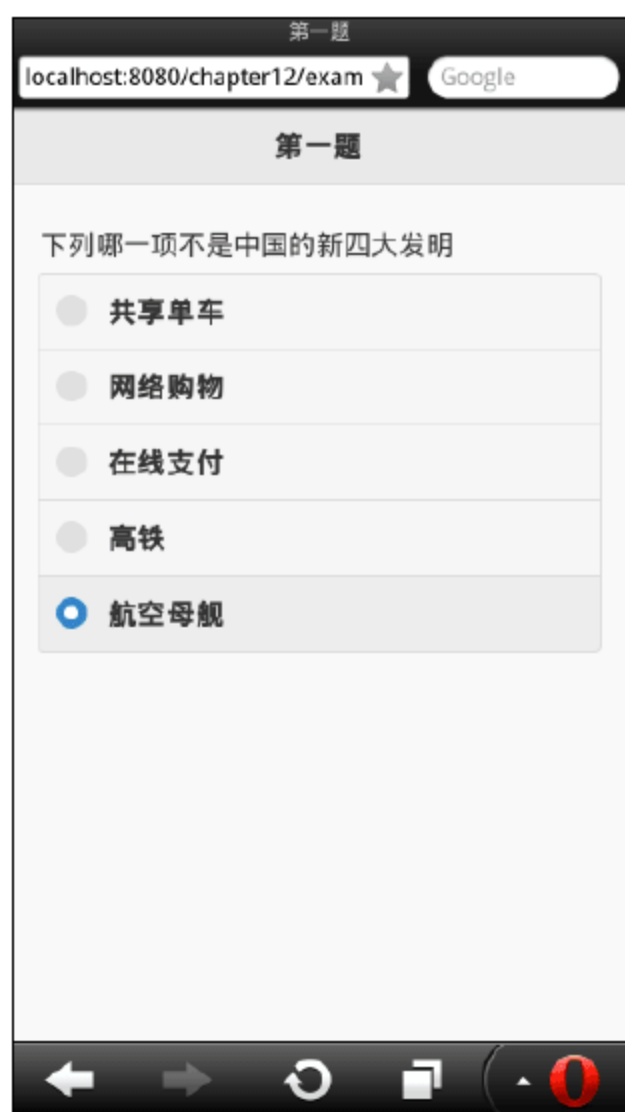 第一题
localhost:8080/chapter12/exam
Google
第一题
下列哪一项不是中国的新四大发明
共享单车
网络购物
在线支付
高铁
航空母舰